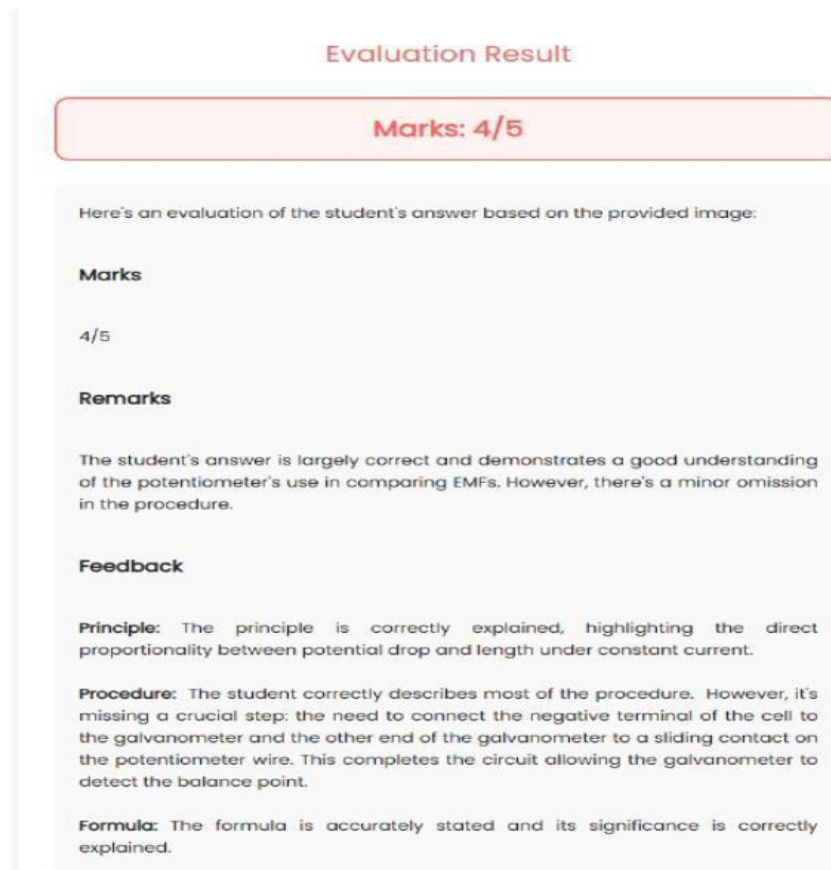 Evaluation Result
Marks: 4/5
Here's an evaluation of the student's answer based on the provided image:
Marks
4/5
Remarks
The student's answer is largely correct and demonstrates a good understanding
of the potentiometer's use in comparing EMFs. However, there's a minor omission
in the procedure.
Feedback
Principle: The principle is correctly explained, highlighting the direct
proportionality between potential drop and length under constant current.
Procedure: The student correctly describes most of the procedure. However, it's
missing a crucial step: the need to connect the negative terminal of the cell to
the galvanometer and the other end of the galvanometer to a sliding contact on
the potentiometer wire. This completes the circuit allowing the galvanometer to
detect the balance point.
Formula: The formula is accurately stated and its significance is correctly
explained.